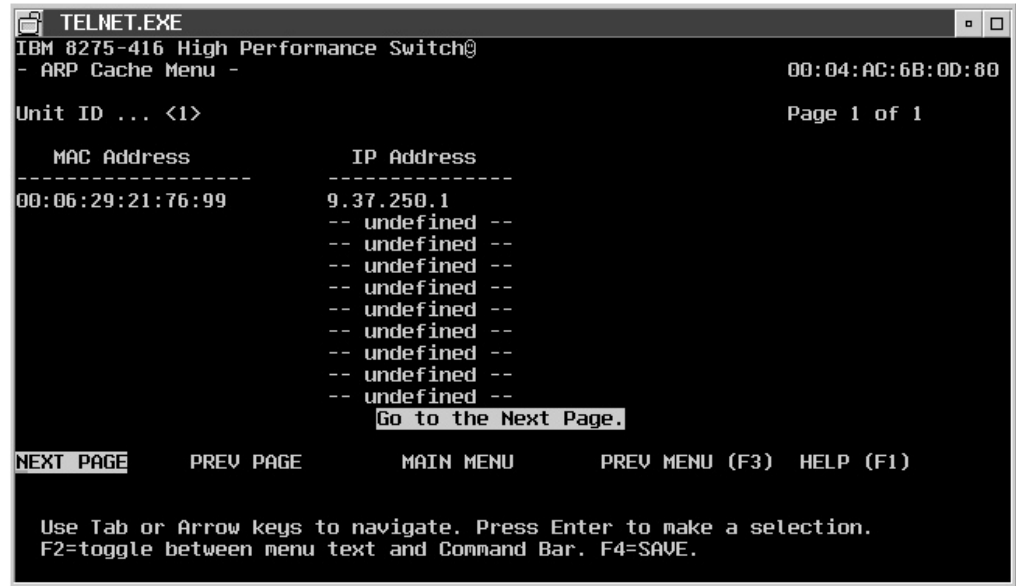 TELNET.EXE
IBM 8275-416 High Performance Switch
- ARP Cache Menu - 00:04:AC:6B:0D:80
Unit ID ... <1> Page 1 of 1
MAC Address IP Address
------------------- ---------------
00:06:29:21:76:99 9.37.250.1
-- undefined --
-- undefined --
-- undefined --
-- undefined --
-- undefined --
-- undefined --
-- undefined --
-- undefined --
-- undefined --
Go to the Next Page.
NEXT PAGE PREV PAGE MAIN MENU PREV MENU (F3) HELP (F1)
Use Tab or Arrow keys to navigate. Press Enter to make a selection.
F2=toggle between menu text and Command Bar. F4=SAVE.